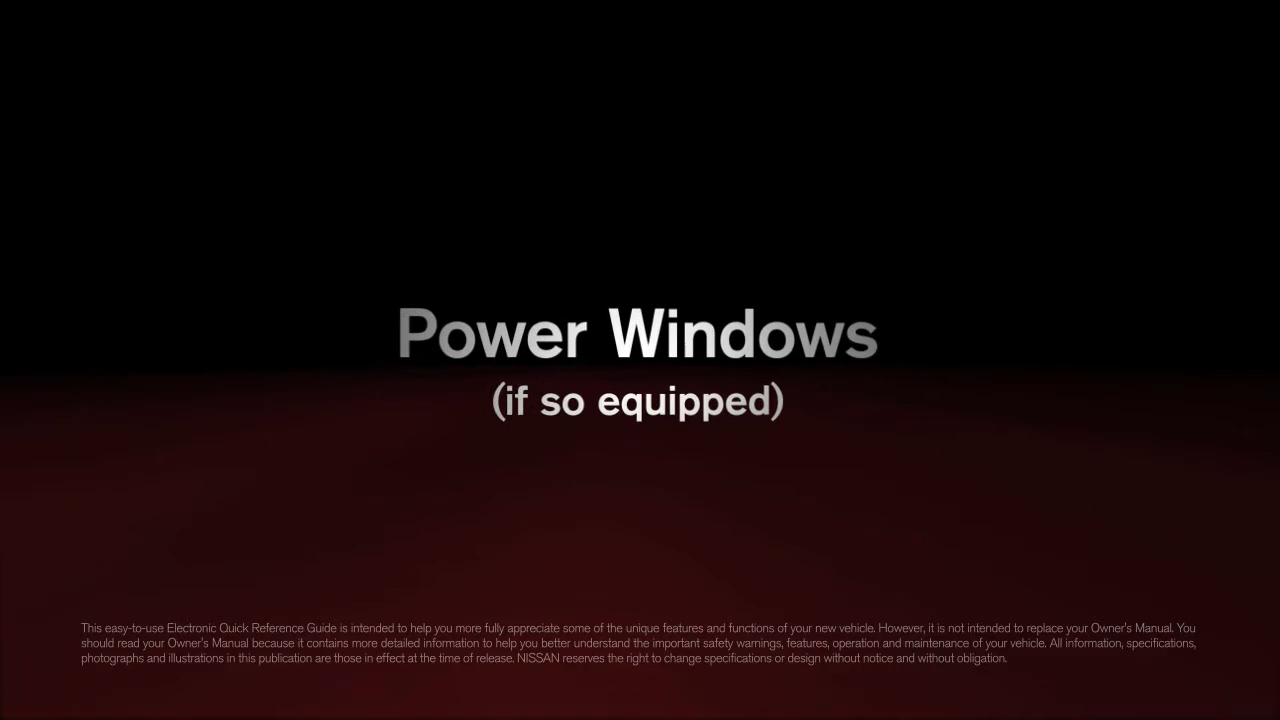 Power Windows
(if so equipped)
This easy-to-use Electronic Quick Reference Guide is intended to help you more fully appreciate some of the unique features and functions of your new vehicle. However, it is not intended to replace your Owner's Manual. You
should read your Owner's Manual because it contains more detailed information to help you better understand the important safety warnings, features, operation and maintenance of your vehicle. All information, specifications,
photographs and illustrations in this publication are those in effect at the time of release. NISSAN reserves the right to change specifications or design without notice and without obligation.